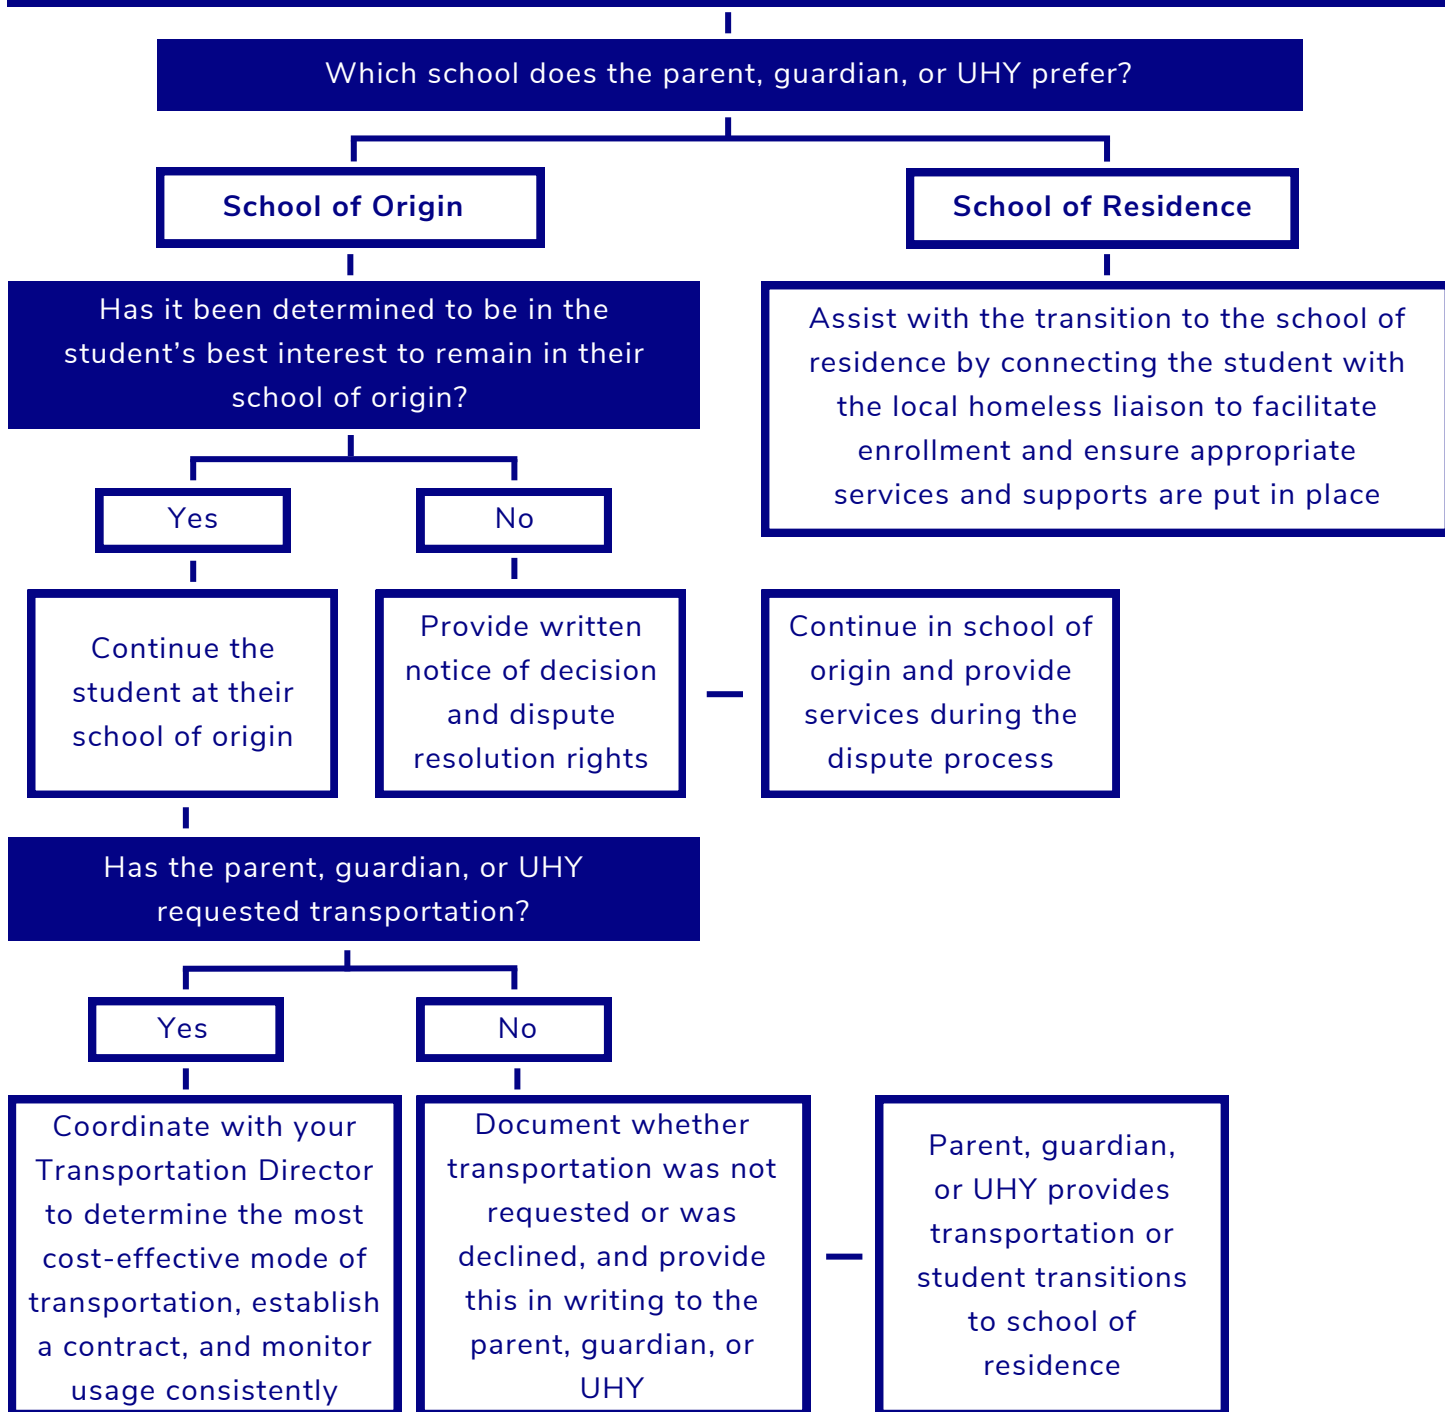 Which school does the parent, guardian, or UHY prefer?
School of Origin
School of Residence
Has it been determined to be in the
student's best interest to remain in their
school of origin?
Assist with the transition to the school of
residence by connecting the student with
the local homeless liaison to facilitate
enrollment and ensure appropriate
services and supports are put in place
Yes
No
Continue the
student at their
school of origin
Provide written
notice of decision
and dispute
resolution rights
Continue in school of
origin and provide
services during the
dispute process
Has the parent, guardian, or UHY
requested transportation?
Yes
No
Coordinate with your
Transportation Director
to determine the most
cost-effective mode of
transportation, establish
a contract, and monitor
usage consistently
Document whether
transportation was not
requested or was
declined, and provide
this in writing to the
parent, guardian, or
UHY
Parent, guardian,
or UHY provides
transportation or
student transitions
to school of
residence